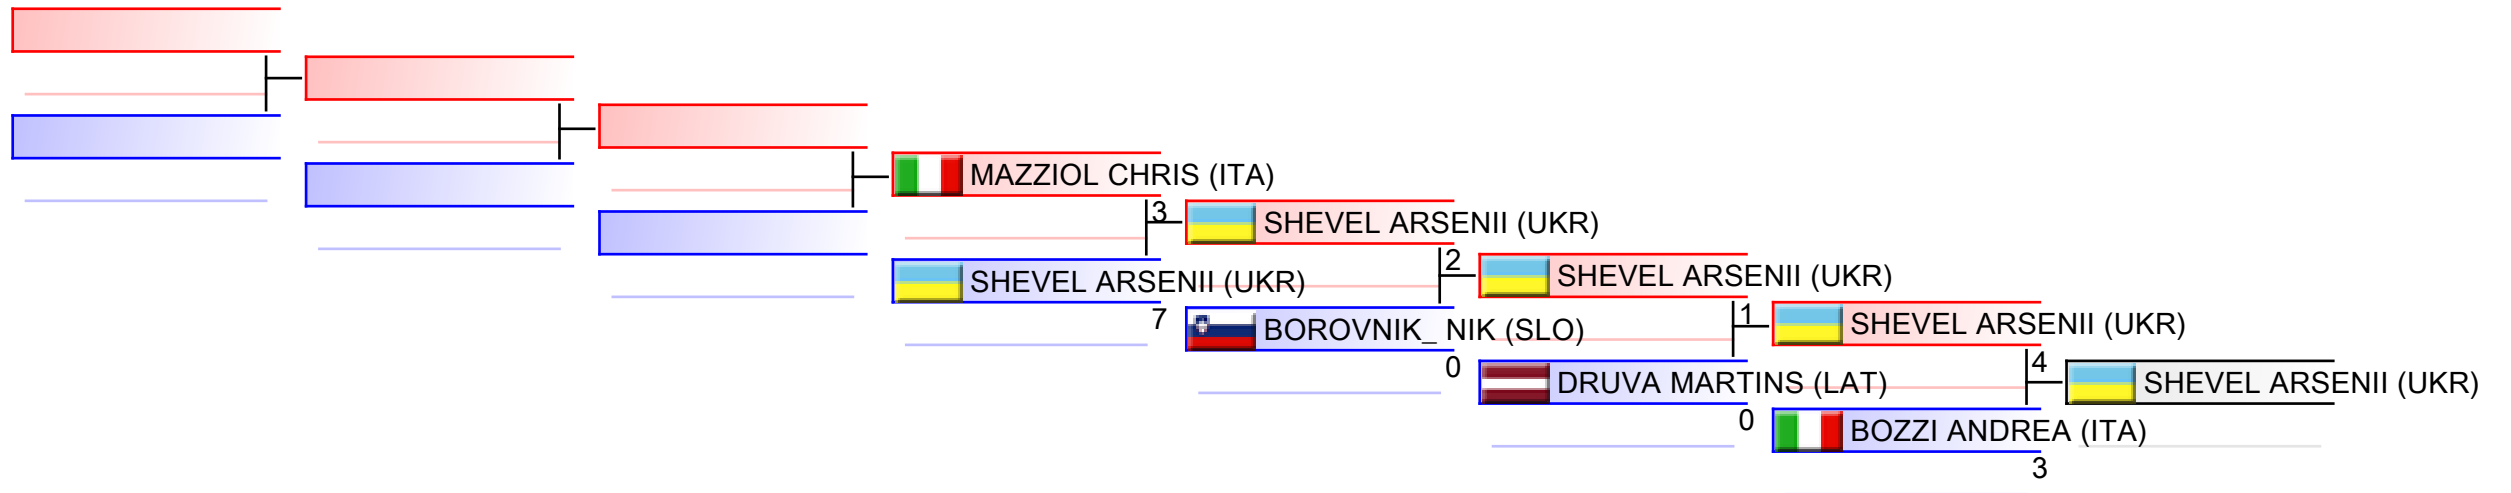 MAZZIOL CHRIS (ITA)
3
SHEVEL ARSENII (UKR)
7
SHEVEL ARSENII (UKR)
2
BOROVNIK_ NIK (SLO)
0
SHEVEL ARSENII (UKR)
1
DRUVA MARTINS (LAT)
0
SHEVEL ARSENII (UKR)
4
BOZZI ANDREA (ITA)
3
SHEVEL ARSENII (UKR)